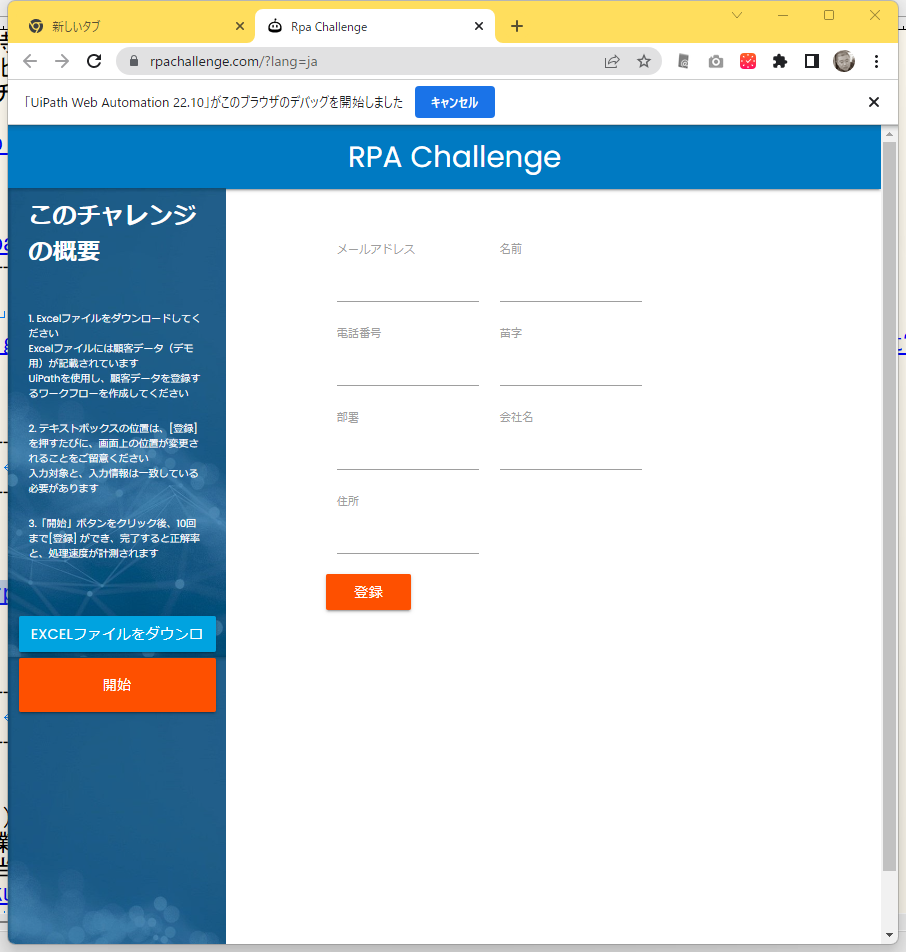 新しいタブ
Rpa Challenge
rpachallenge.com/?lang=ja
「UiPath Web Automation 22.10」がこのブラウザのデバッグを開始しました
キャンセル
RPA Challenge
このチャレンジ
の概要
1. Excelファイルをダウンロードしてく
ださい
Excelファイルには顧客データ（デモ
用）が記載されています
UiPathを使用し、顧客データを登録す
るワークフローを作成してください
2. テキストボックスの位置は、[登録]
を押すたびに、画面上の位置が変更さ
れることをご留意ください
入力対象と、入力情報は一致している
必要があります
3.「開始」ボタンをクリック後、10回
まで[登録] ができ、完了すると正解率
と、処理速度が計測されます
EXCELファイルをダウンロ
開始
メールアドレス
名前
電話番号
苗字
部署
会社名
住所
登録